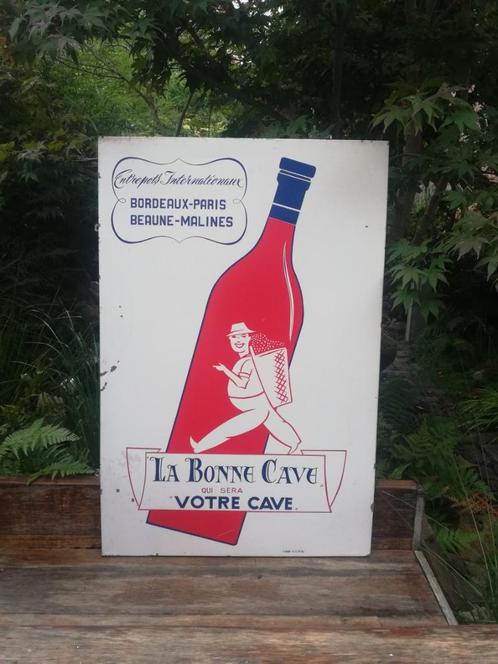 Entrepots Internationaux
BORDEAUX-PARIS
BEAUNE-MALINES
LA BONNE CAVE
QUI SERA
VOTRE CAVE